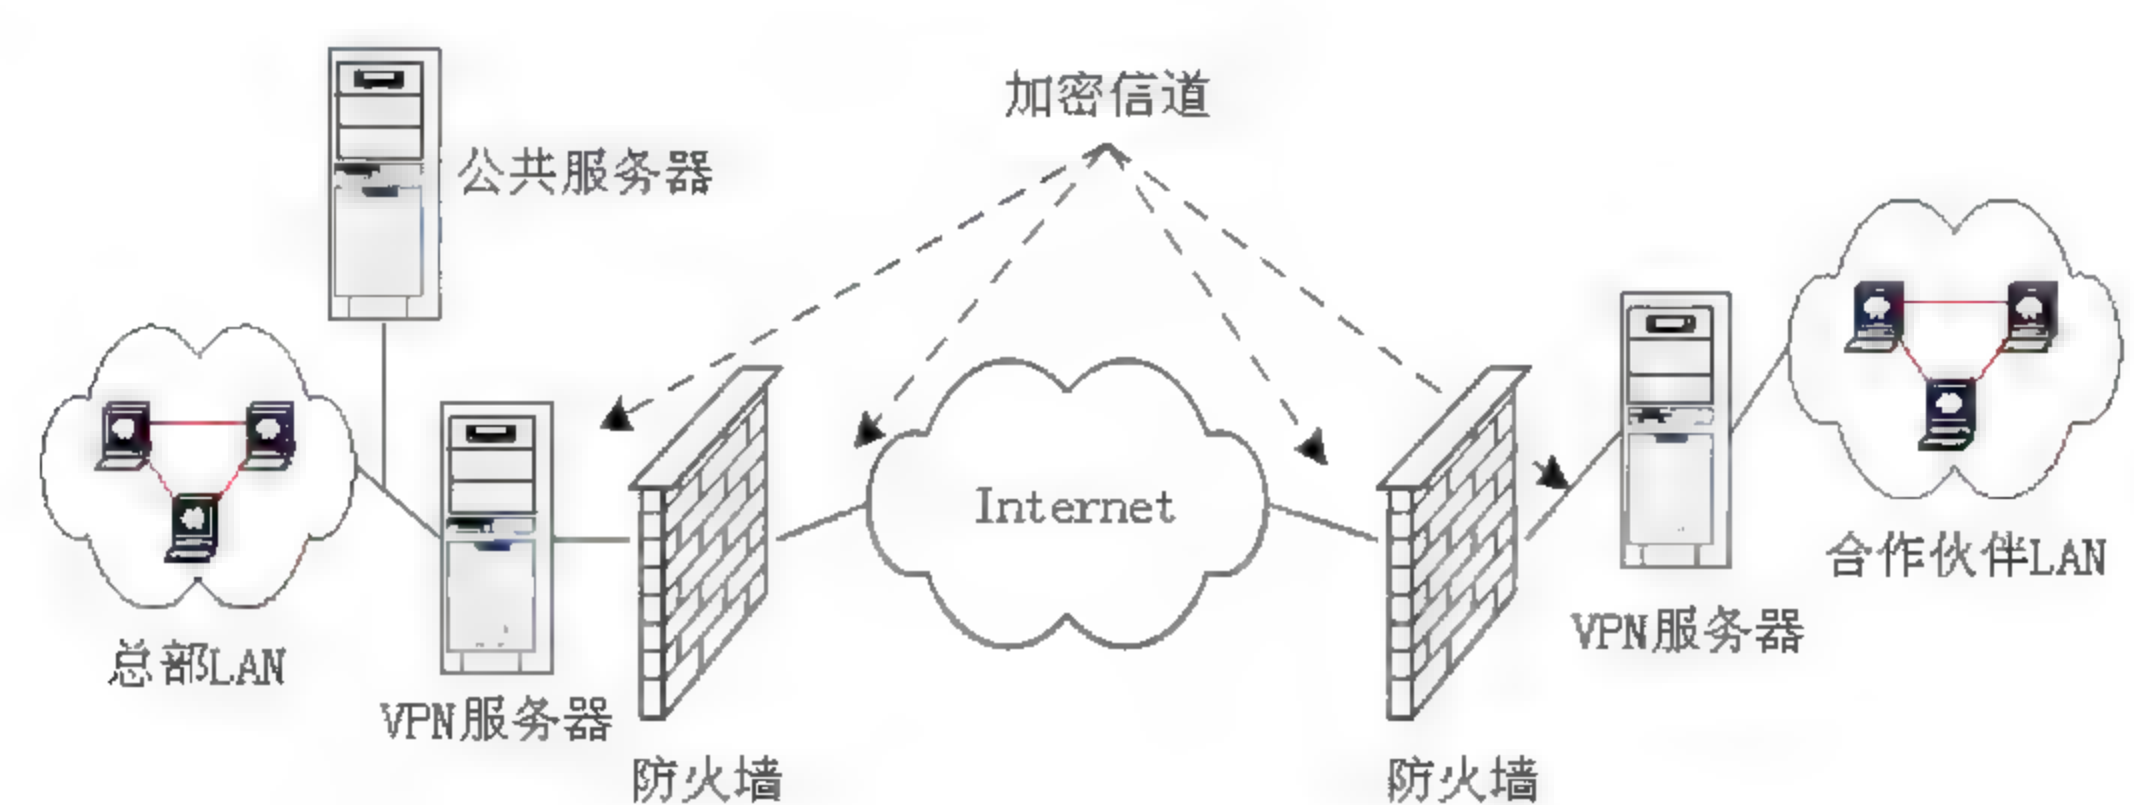 加密信道
公共服务器
Internet
合作伙伴LAN
VPN服务器
总部LAN
VPN服务器
防火墙
防火墙